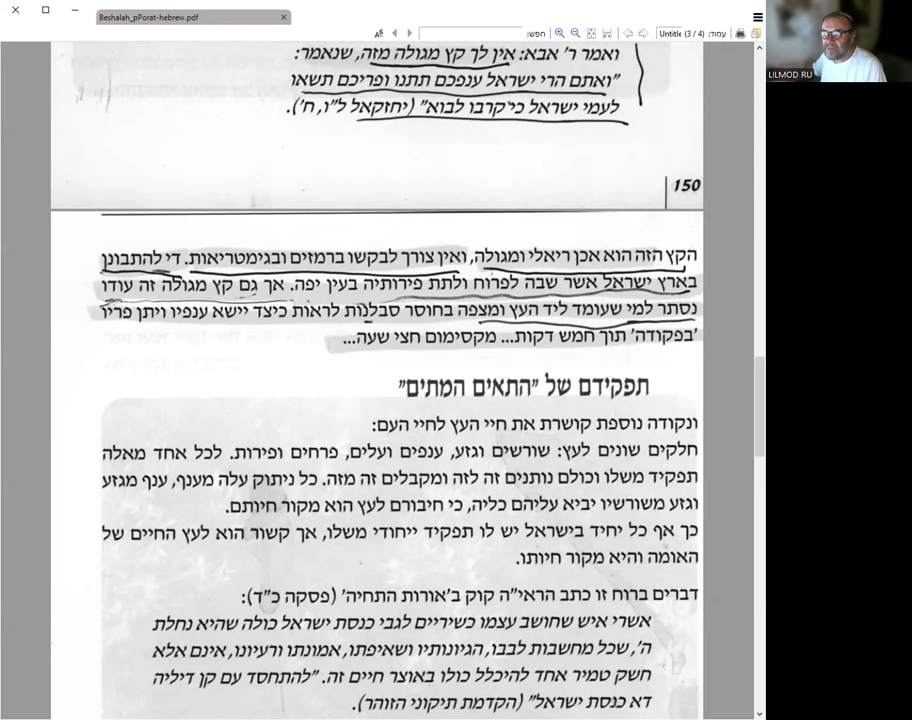 Beshalah_pPorat-hebrew.pdf
חפש:
עמוד: (3 / 4) Untitle
LILMOD RU
ואמר ר' אבא: אין לך קץ מגולה מזה, שנאמר:
"ואתם הרי ישראל ענפכם תתנו ופריכם תשאו
לעמי ישראל כי קרבו לבוא" (יחזקאל ל"ו, ח').
150
הקץ הזה הוא אכן ריאלי ומגולה, ואין צורך לבקשו ברמזים ובגימטריאות. די להתבונן
בארץ ישראל אשר שבה לפרוח ולתת פירותיה בעין יפה. אך גם קץ מגולה זה עודו
נסתר למי שעומד ליד העץ ומצפה בחוסר סבלנות לראות כיצד יישא ענפיו ויתן פריו
'בפקודה' תוך חמש דקות... מקסימום חצי שעה...
תפקידם של "התאים המתים"
ונקודה נוספת קושרת את חיי העץ לחיי העם:
חלקים שונים לעץ: שורשים וגזע, ענפים ועלים, פרחים ופירות. לכל אחד מאלה
תפקיד משלו וכולם נותנים זה לזה ומקבלים זה מזה. כל ניתוק עלה מענף, ענף מגזע
וגזע משורשיו יביא עליהם כליה, כי חיבורם לעץ הוא מקור חיותם.
כך אף כל יחיד בישראל יש לו תפקיד ייחודי משלו, אך קשור הוא לעץ החיים של
האומה והיא מקור חיותו.
דברים ברוח זו כתב הראי"ה קוק ב'אורות התחיה' (פסקה כ"ד):
אשרי איש שחושב עצמו כשיריים לגבי כנסת ישראל כולה שהיא נחלת
ה', שכל מחשבות לבבו, הגיונותיו ושאיפתו, אמונתו ורעיונו, אינם אלא
חשק טמיר אחד להיכלל כולו באוצר חיים זה. "להתחסד עם קן דיליה
דא כנסת ישראל" (הקדמת תיקוני הזוהר).